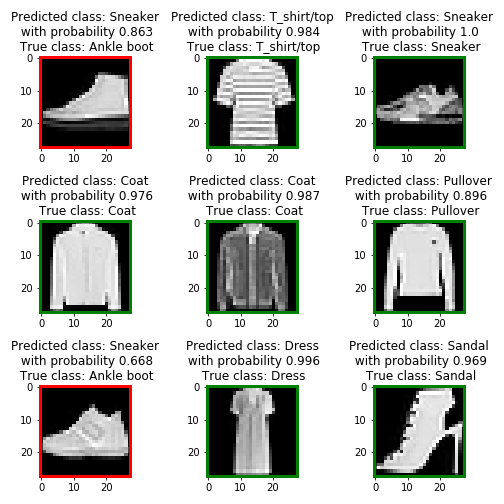 Predicted class: Sneaker
with probability 0.863
True class: Ankle boot
0
10
20
0 10 20
Predicted class: T_shirt/top
with probability 0.984
True class: T_shirt/top
0
10
20
0 10 20
Predicted class: Sneaker
with probability 1.0
True class: Sneaker
0
10
20
0 10 20
Predicted class: Coat
with probability 0.976
True class: Coat
0
10
20
0 10 20
Predicted class: Coat
with probability 0.987
True class: Coat
0
10
20
0 10 20
Predicted class: Pullover
with probability 0.896
True class: Pullover
0
10
20
0 10 20
Predicted class: Sneaker
with probability 0.668
True class: Ankle boot
0
10
20
0 10 20
Predicted class: Dress
with probability 0.996
True class: Dress
0
10
20
0 10 20
Predicted class: Sandal
with probability 0.969
True class: Sandal
0
10
20
0 10 20